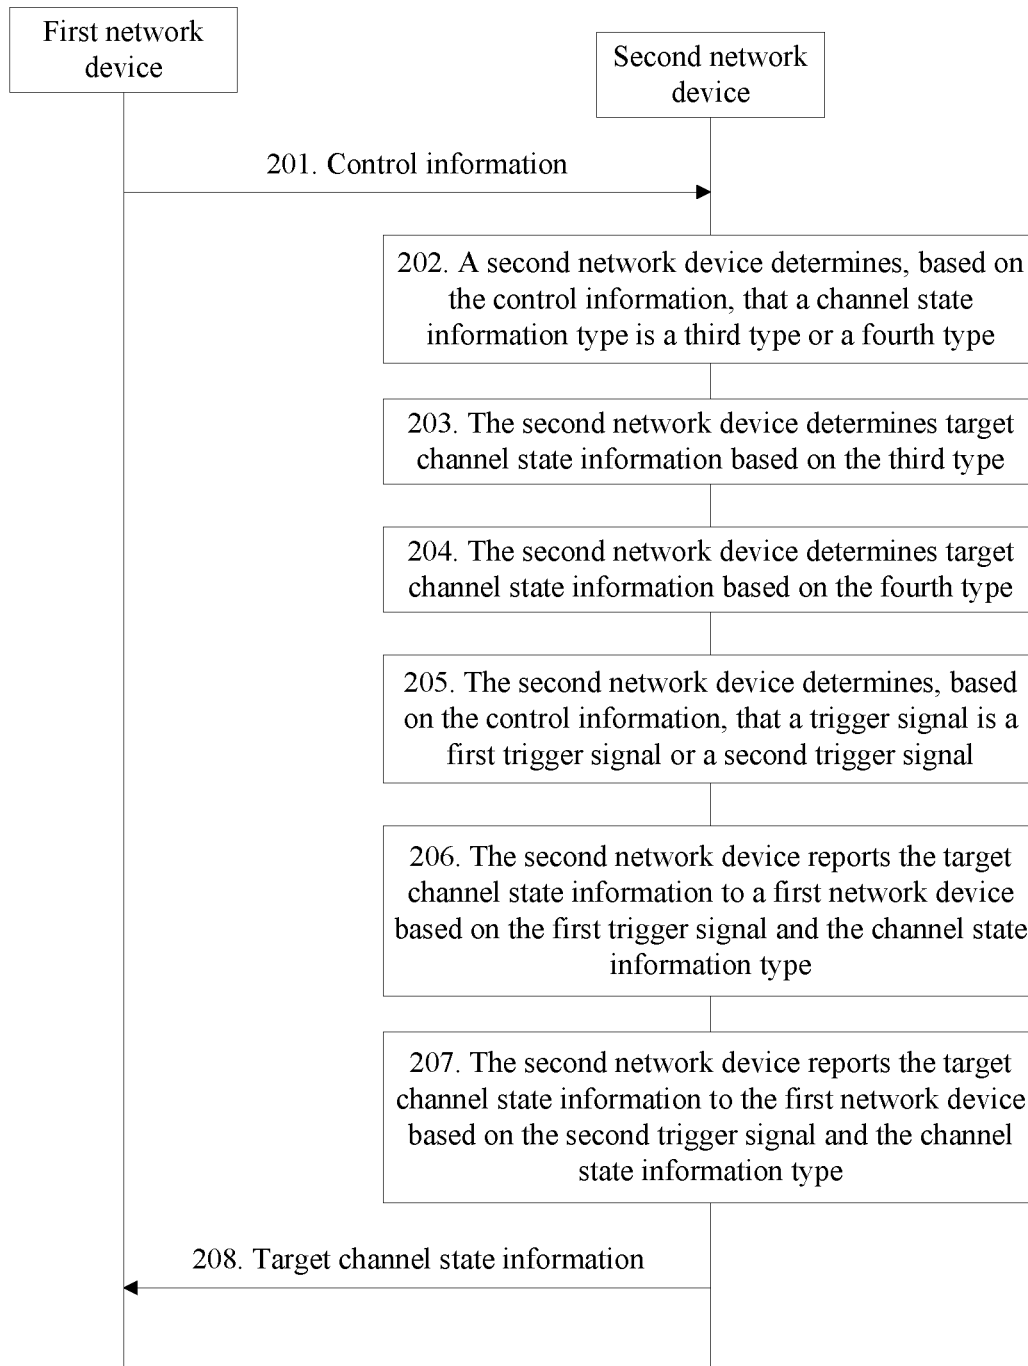 First network
device
Second network
device
201. Control information
202. A second network device determines, based on
the control information, that a channel state
information type is a third type or a fourth type
203. The second network device determines target
channel state information based on the third type
204. The second network device determines target
channel state information based on the fourth type
205. The second network device determines, based
on the control information, that a trigger signal is a
first trigger signal or a second trigger signal
206. The second network device reports the target
channel state information to a first network device
based on the first trigger signal and the channel state
information type
207. The second network device reports the target
channel state information to the first network device
based on the second trigger signal and the channel
state information type
208. Target channel state information